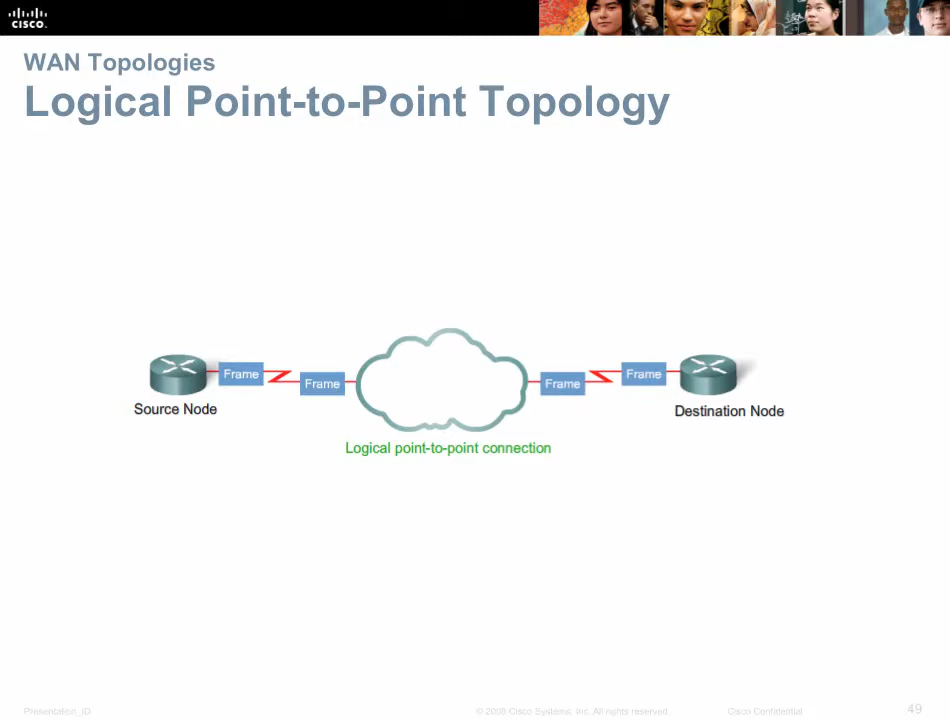 CISCO.
WAN Topologies
Logical Point-to-Point Topology
Frame
Frame
Frame
Frame
Source Node
Destination Node
Logical point-to-point connection
Presentation_ID
© 2008 Cisco Systems, Inc. All rights reserved.
Cisco Confidential
49